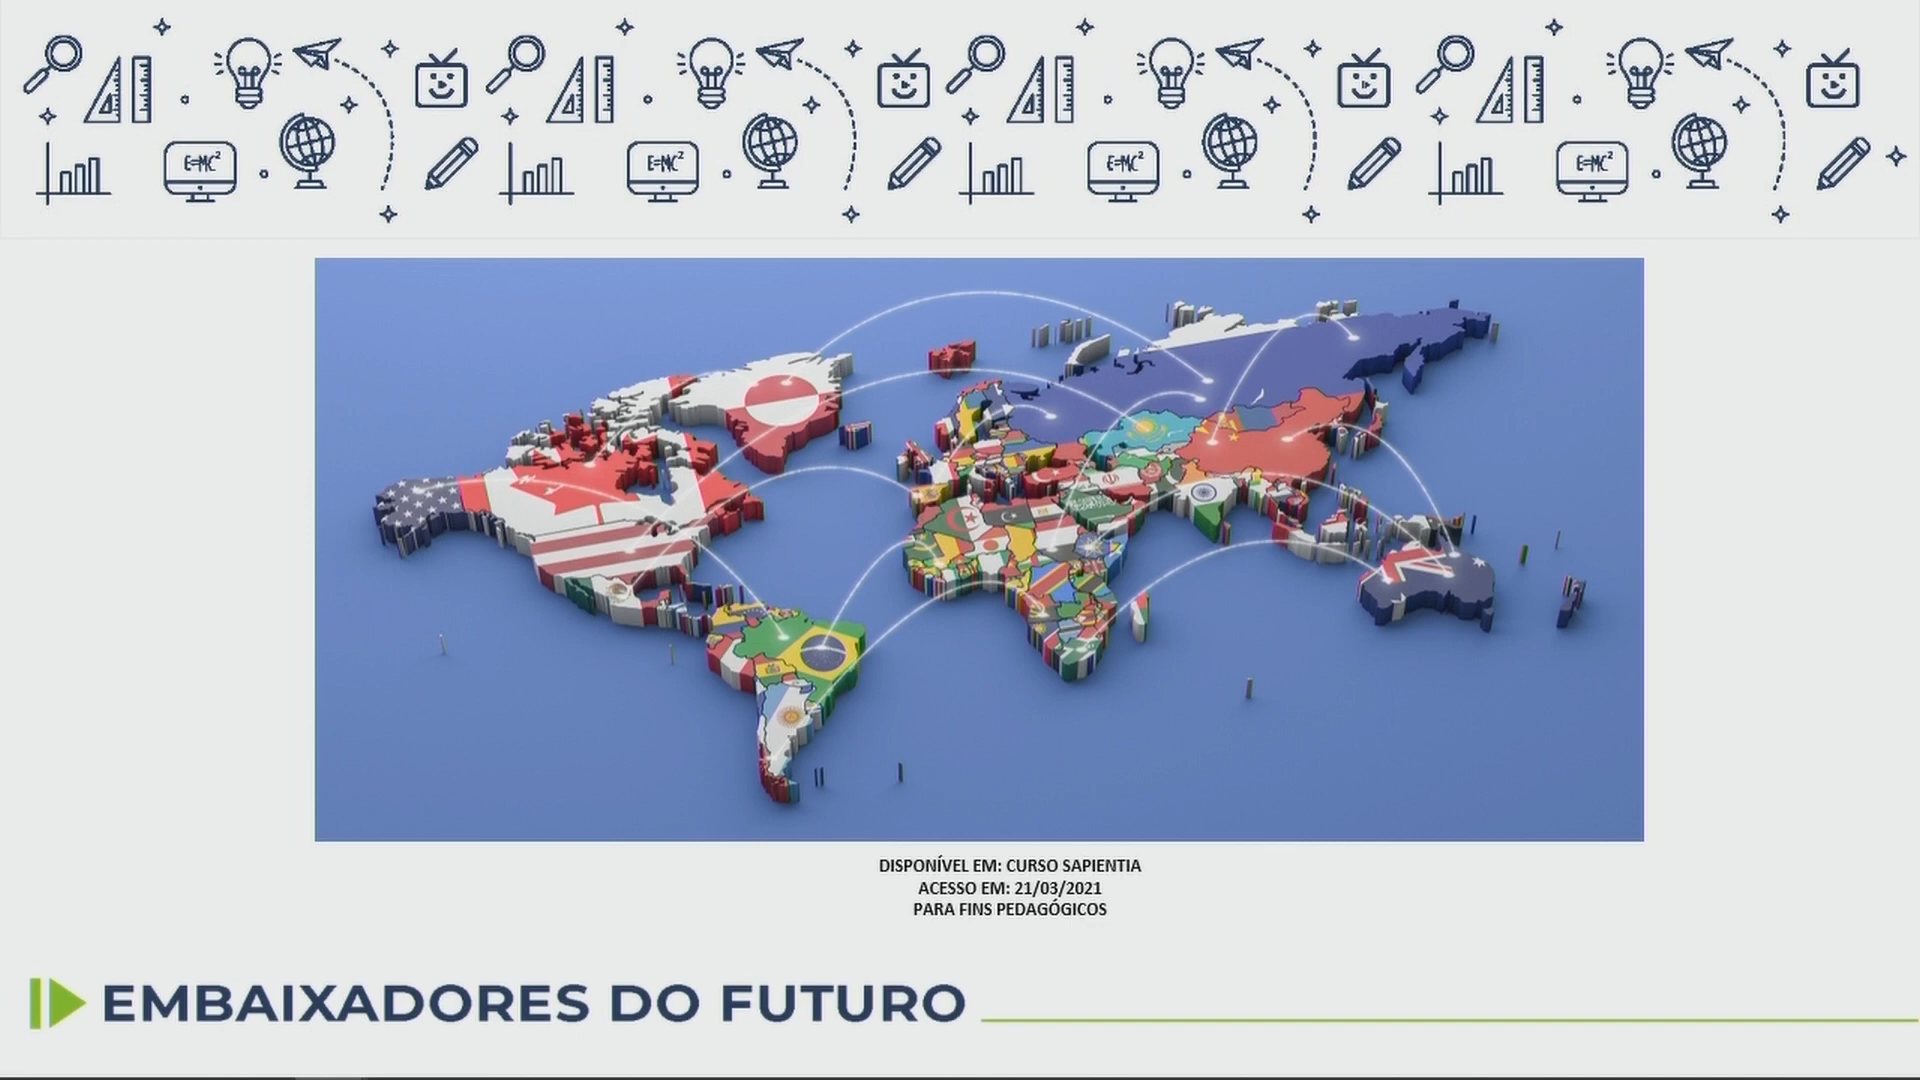 E=MC²
E=MC²
E=MC²
E=MC²
DISPONÍVEL EM: CURSO SAPIENTIA
ACESSO EM: 21/03/2021
PARA FINS PEDAGÓGICOS
EMBAIXADORES DO FUTURO